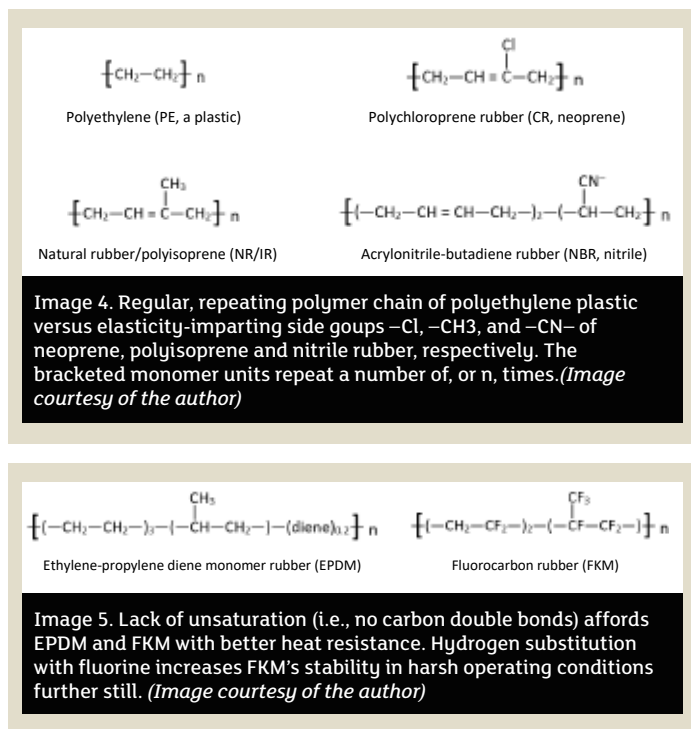 [CH₂−CH₂] n
Cl
[CH₂−CH = C−CH₂] n
Polyethylene (PE, a plastic)
Polychloroprene rubber (CR, neoprene)
CH₃
[CH₂−CH = C−CH₂] n
CN⁻
[(−CH₂−CH = CH−CH₂−)₂−(−CH−CH₂] n
Natural rubber/polyisoprene (NR/IR)
Acrylonitrile-butadiene rubber (NBR, nitrile)
Image 4. Regular, repeating polymer chain of polyethylene plastic
versus elasticity-imparting side goups –Cl, –CH3, and –CN– of
neoprene, polyisoprene and nitrile rubber, respectively. The
bracketed monomer units repeat a number of, or n, times.(Image
courtesy of the author)
CH₃
[(−CH₂−CH₂−)₃−(−CH−CH₂−)−(diene)₀.₂] n
CF₃
[(−CH₂−CF₂−)₂−(−CF−CF₂−)] n
Ethylene-propylene diene monomer rubber (EPDM)
Fluorocarbon rubber (FKM)
Image 5. Lack of unsaturation (i.e., no carbon double bonds) affords
EPDM and FKM with better heat resistance. Hydrogen substitution
with fluorine increases FKM’s stability in harsh operating conditions
further still. (Image courtesy of the author)